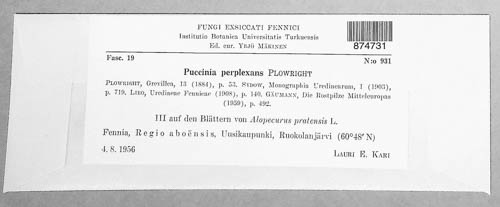 FUNGI EXSICCATI FENNICI
Instituto Botanica Universitatis Turkuensis
Ed. cur. YRJÖ MÄKINEN
874731
Fasc. 19
N:o 931
Puccinia perplexans PLOWRIGHT
PLOWRIGHT, Grevillea, 13 (1884), p. 53, SYDOW, Monographia Uredinearum, I (1903),
p. 719, LIRO, Uredineae Fennicae (1908), p. 140, GÄUMANN, Die Rostpilze Mitteleuropas
(1959), p. 492.
III auf den Blättern von Alopecurus pratensis L.
Fennia, Regio aboënsis, Uusikaupunki, Ruokolanjärvi (60°48′ N)
4. 8. 1956
LAURI E. KARI